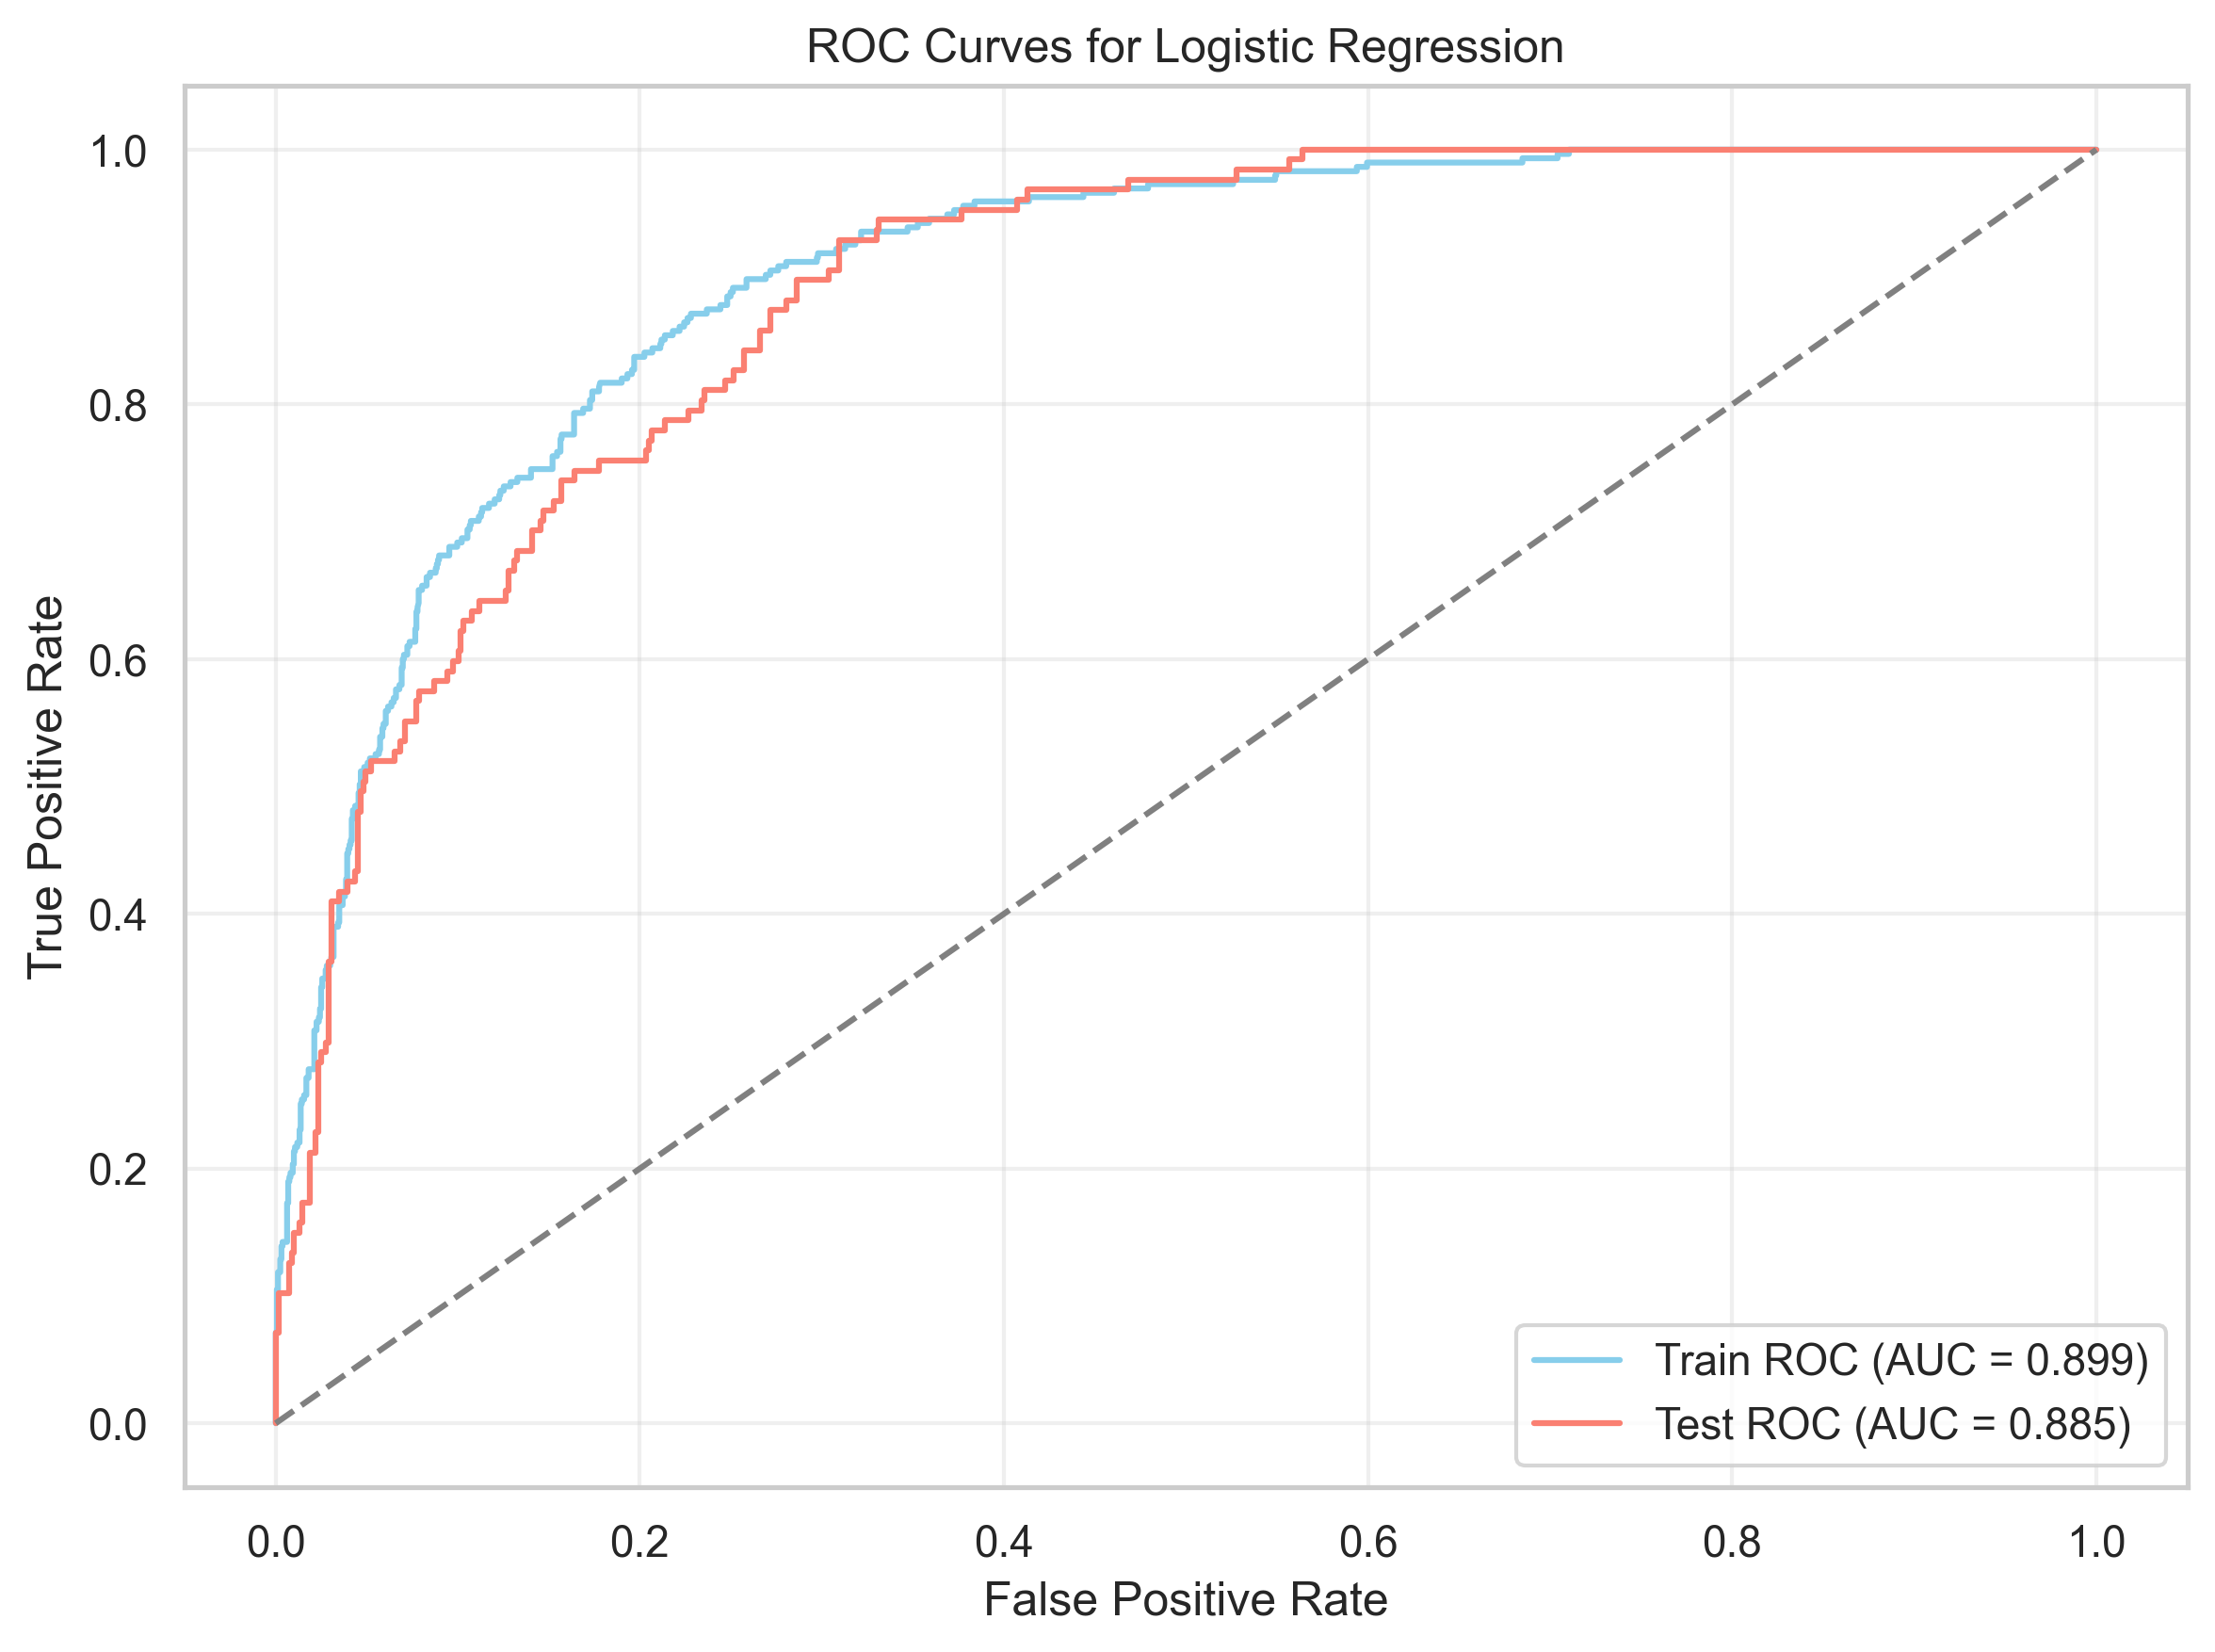 ROC Curves for Logistic Regression
1.0
0.8
0.6
0.4
0.2
0.0
True Positive Rate
Train ROC (AUC = 0.899)
Test ROC (AUC = 0.885)
0.0 0.2 0.4 0.6 0.8 1.0
False Positive Rate